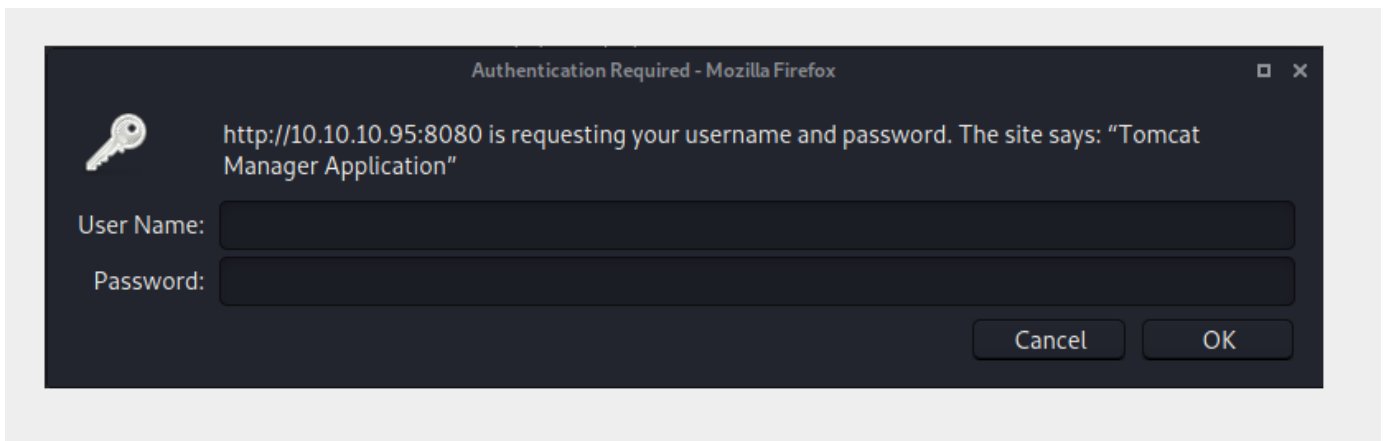 Authentication Required - Mozilla Firefox
http://10.10.10.95:8080 is requesting your username and password. The site says: “Tomcat
Manager Application”
User Name:
Password:
Cancel OK